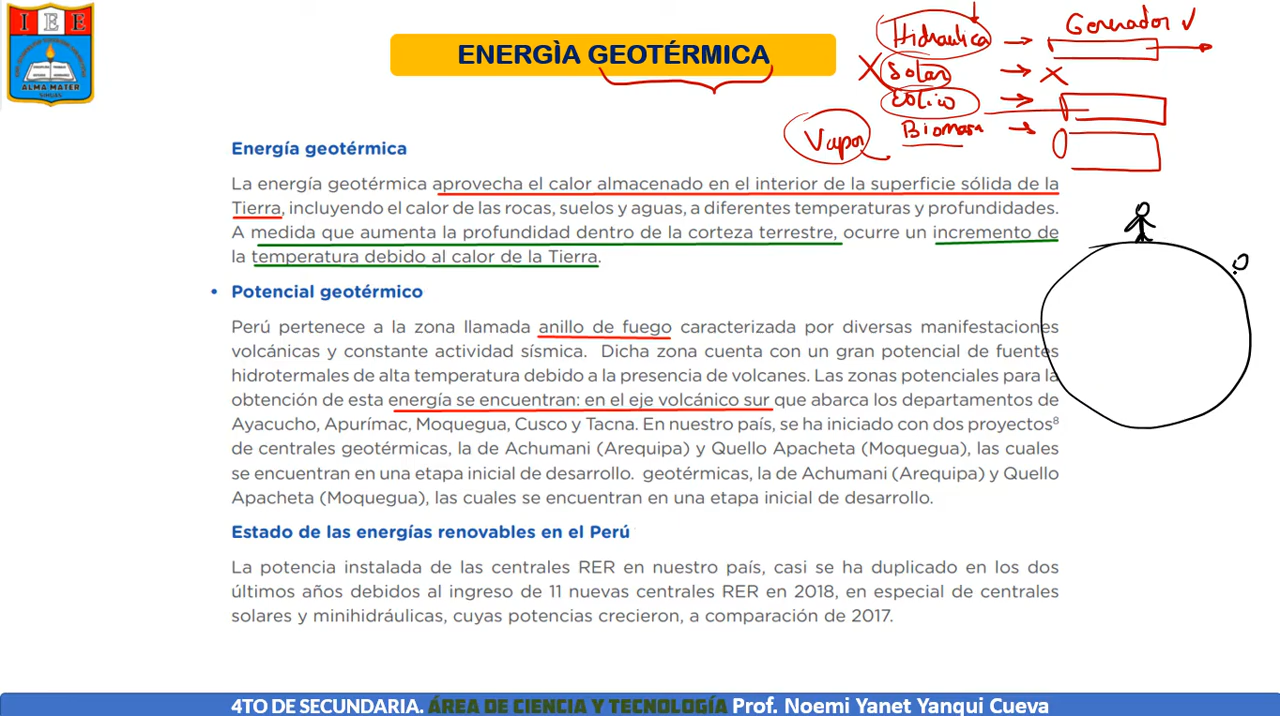 I E E
ALMA MATER
ENERGÌA GEOTÉRMICA
Hidraulica → Generador ✓
X Solar → X
Eolico →
Vapor Biomasa →
Energía geotérmica
La energía geotérmica aprovecha el calor almacenado en el interior de la superficie sólida de la
Tierra, incluyendo el calor de las rocas, suelos y aguas, a diferentes temperaturas y profundidades.
A medida que aumenta la profundidad dentro de la corteza terrestre, ocurre un incremento de
la temperatura debido al calor de la Tierra.
• Potencial geotérmico
Perú pertenece a la zona llamada anillo de fuego caracterizada por diversas manifestaciones
volcánicas y constante actividad sísmica. Dicha zona cuenta con un gran potencial de fuentes
hidrotermales de alta temperatura debido a la presencia de volcanes. Las zonas potenciales para la
obtención de esta energía se encuentran: en el eje volcánico sur que abarca los departamentos de
Ayacucho, Apurímac, Moquegua, Cusco y Tacna. En nuestro país, se ha iniciado con dos proyectos⁸
de centrales geotérmicas, la de Achumani (Arequipa) y Quello Apacheta (Moquegua), las cuales
se encuentran en una etapa inicial de desarrollo. geotérmicas, la de Achumani (Arequipa) y Quello
Apacheta (Moquegua), las cuales se encuentran en una etapa inicial de desarrollo.
Estado de las energías renovables en el Perú
La potencia instalada de las centrales RER en nuestro país, casi se ha duplicado en los dos
últimos años debidos al ingreso de 11 nuevas centrales RER en 2018, en especial de centrales
solares y minihidráulicas, cuyas potencias crecieron, a comparación de 2017.
4TO DE SECUNDARIA. ÁREA DE CIENCIA Y TECNOLOGÍA Prof. Noemi Yanet Yanqui Cueva